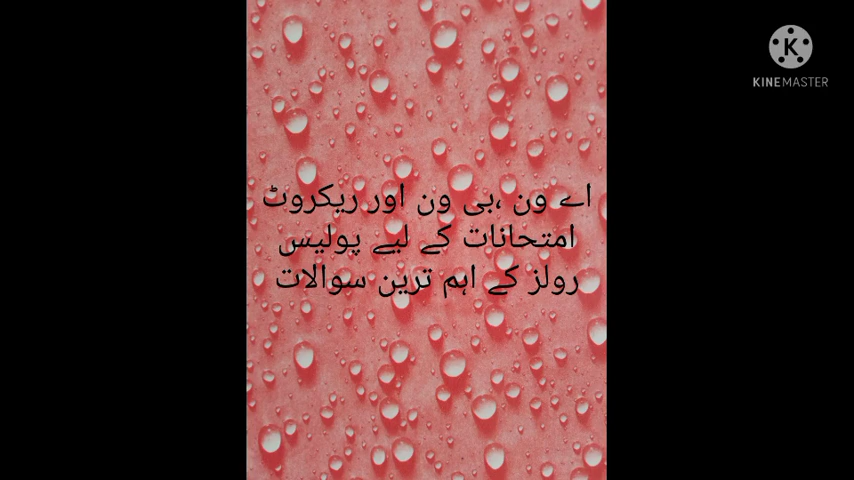 اے ون ،بی ون اور ریکروٹ
امتحانات کے لیے پولیس
رولز کے اہم ترین سوالات
K
KINEMASTER